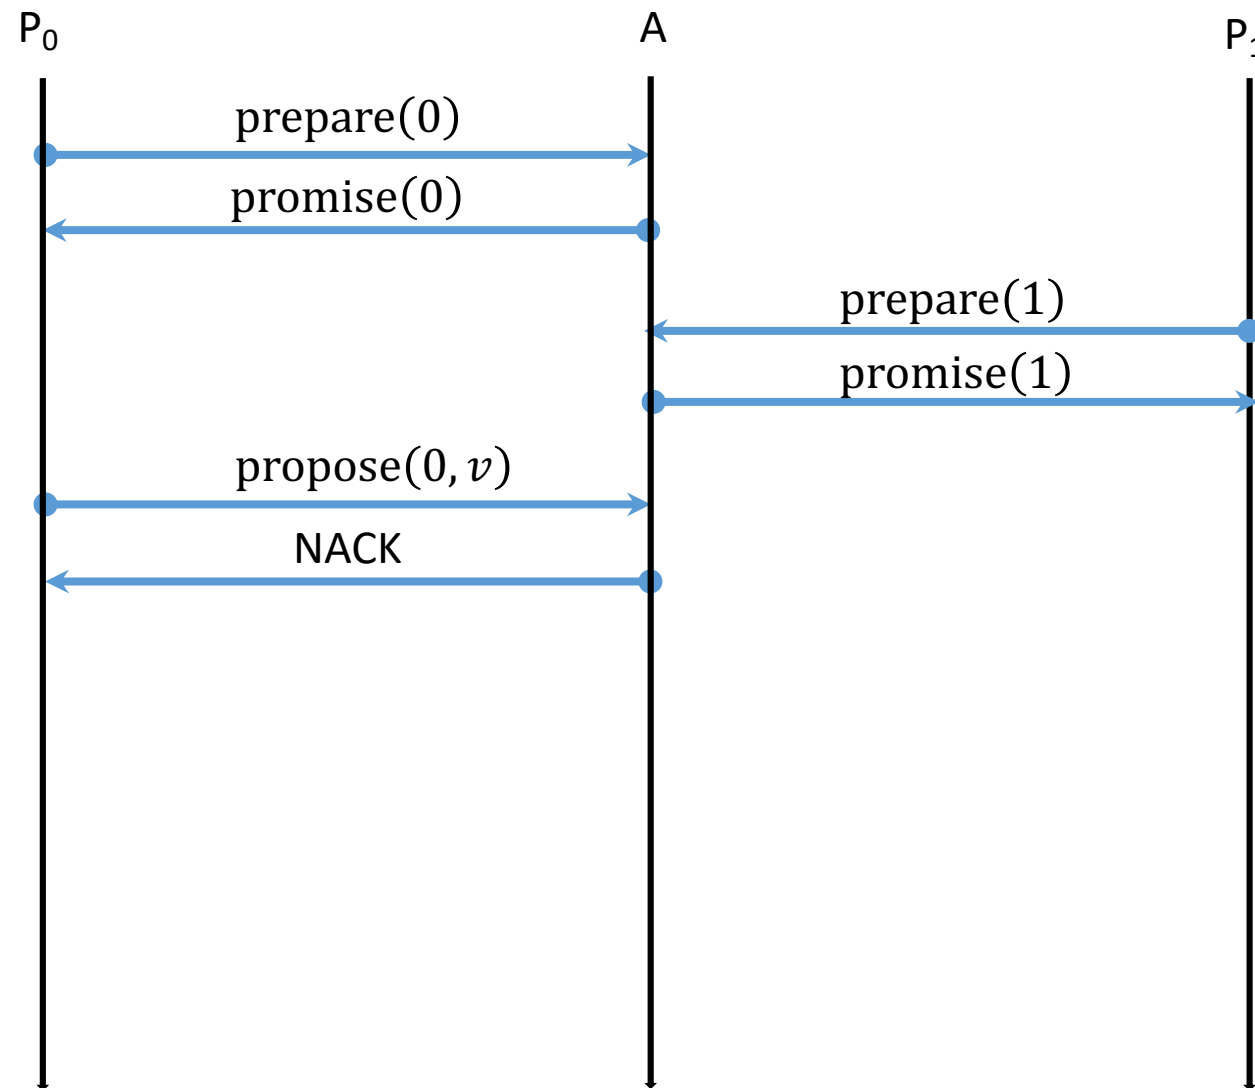 P₀ A P₁
prepare(0)
promise(0)
prepare(1)
promise(1)
propose(0, v)
NACK